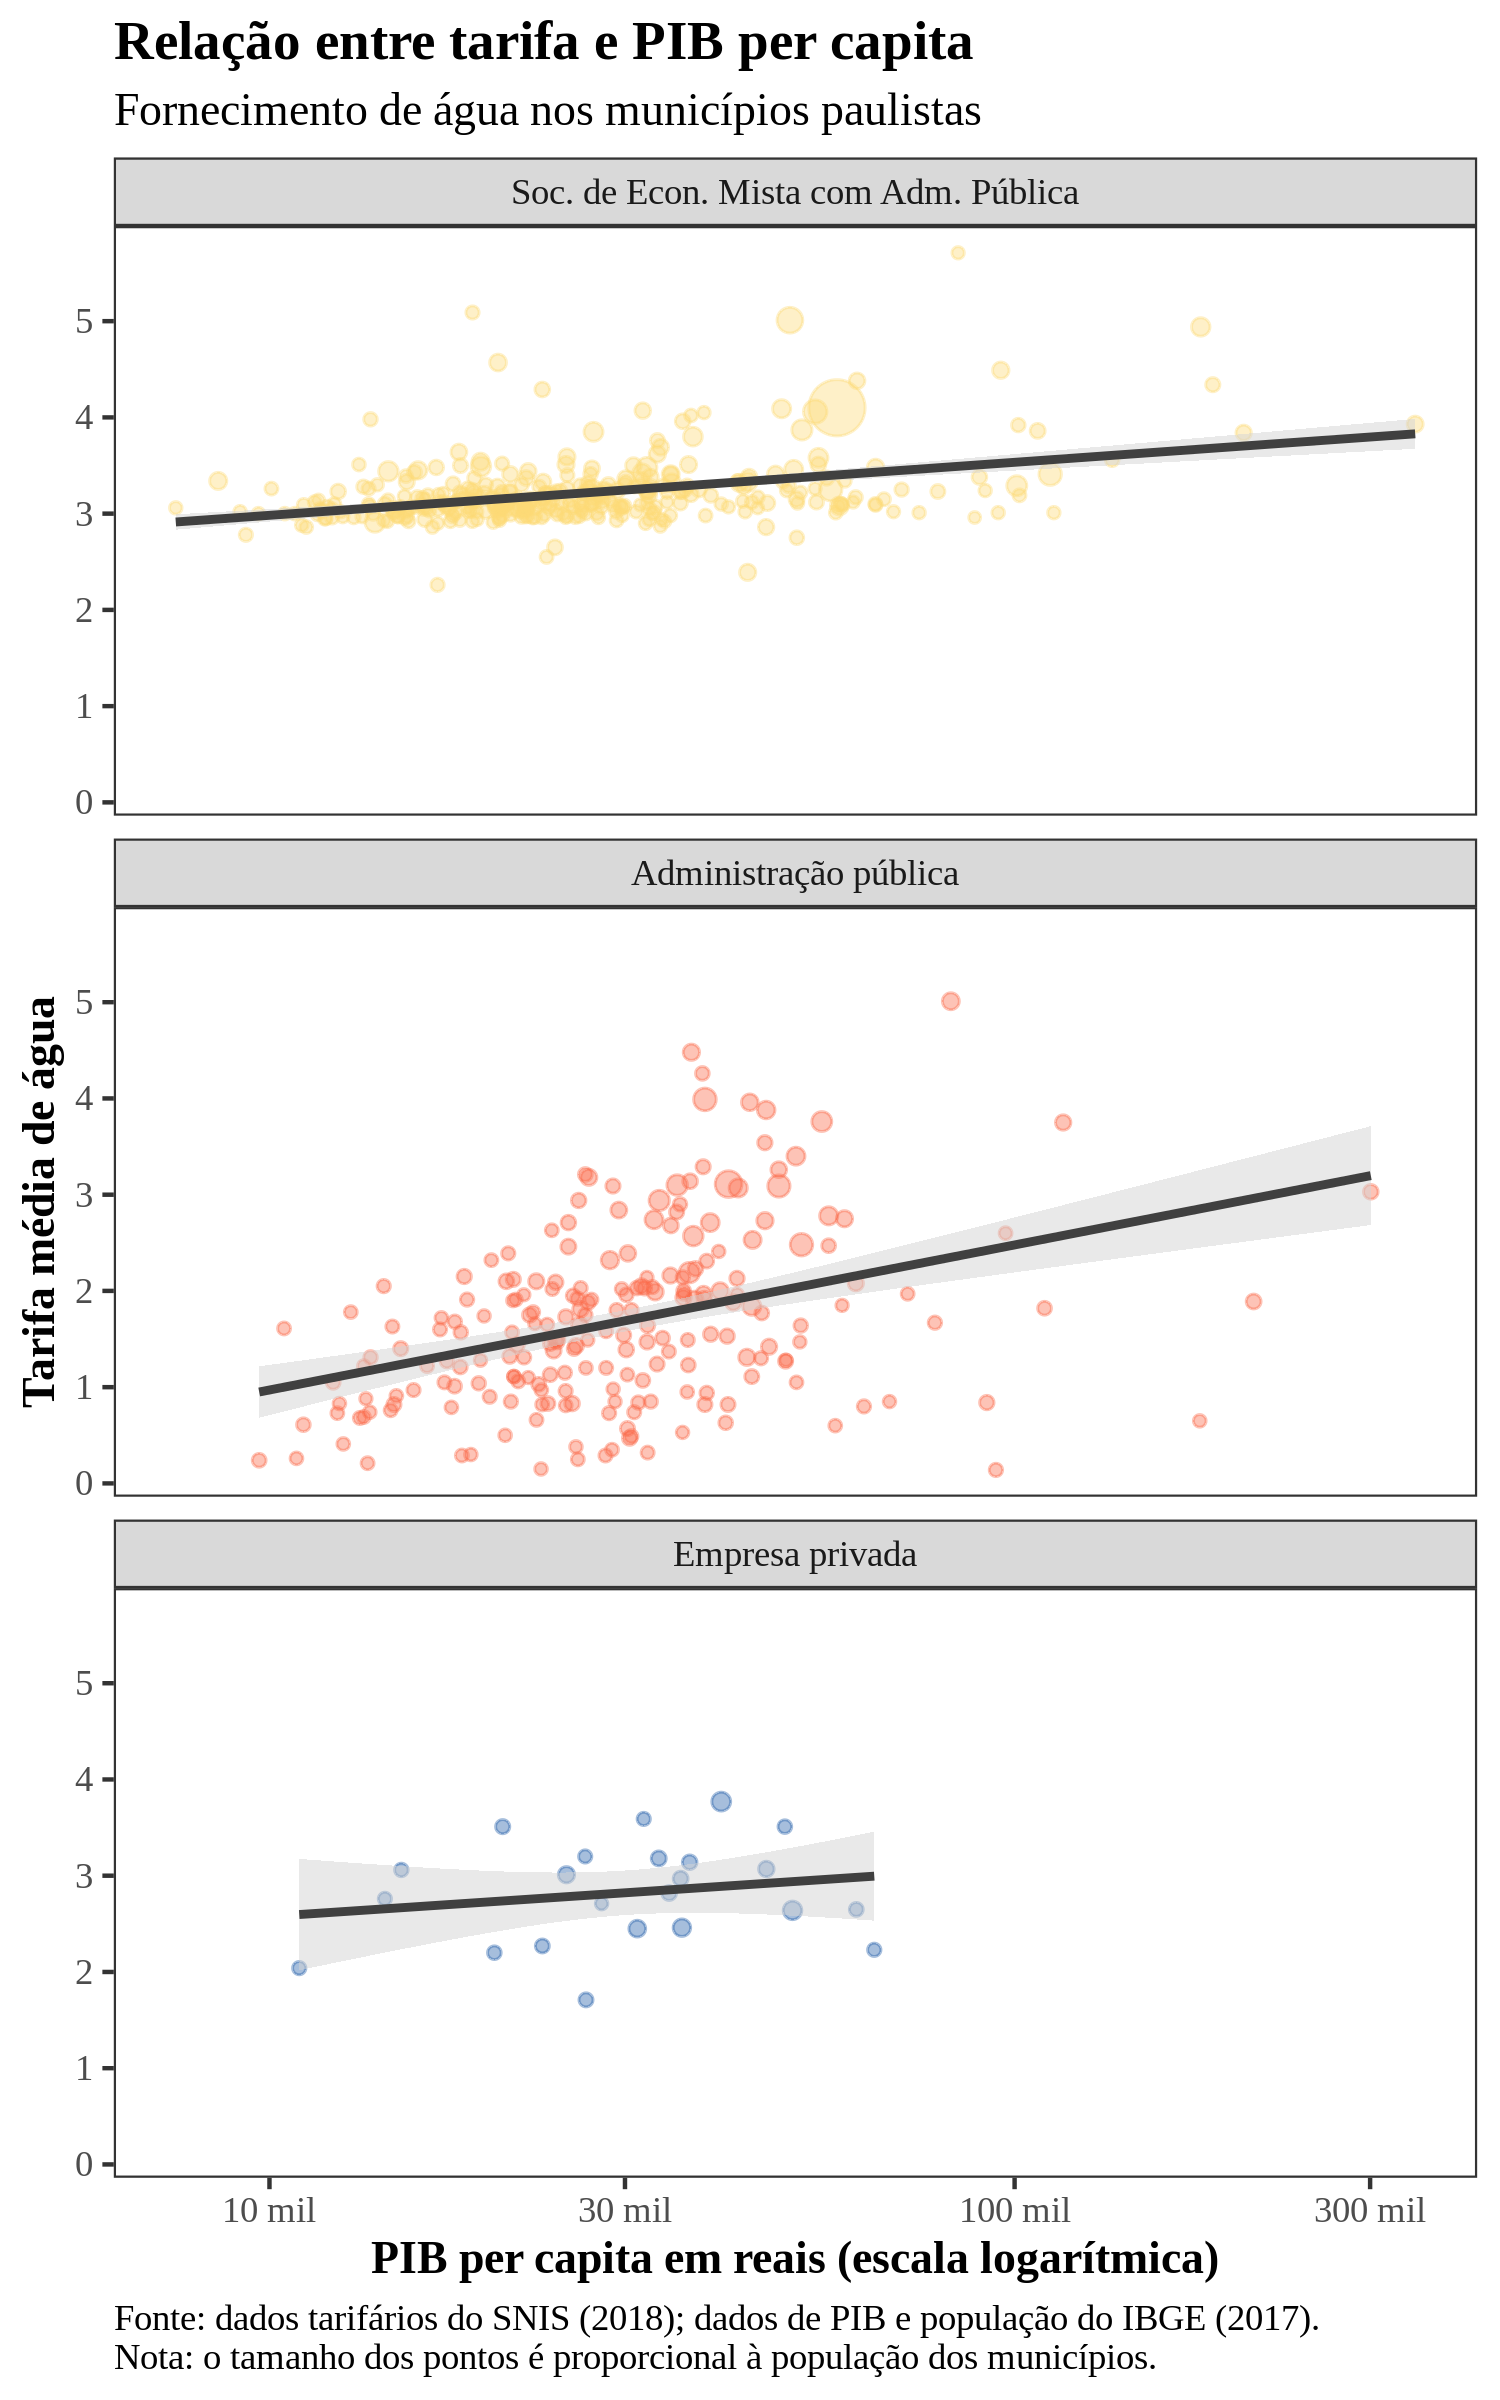 Relação entre tarifa e PIB per capita
Fornecimento de água nos municípios paulistas
Soc. de Econ. Mista com Adm. Pública
5
4
3
2
1
0
Administração pública
Tarifa média de água
5
4
3
2
1
0
Empresa privada
5
4
3
2
1
0
10 mil 30 mil 100 mil 300 mil
PIB per capita em reais (escala logarítmica)
Fonte: dados tarifários do SNIS (2018); dados de PIB e população do IBGE (2017).
Nota: o tamanho dos pontos é proporcional à população dos municípios.